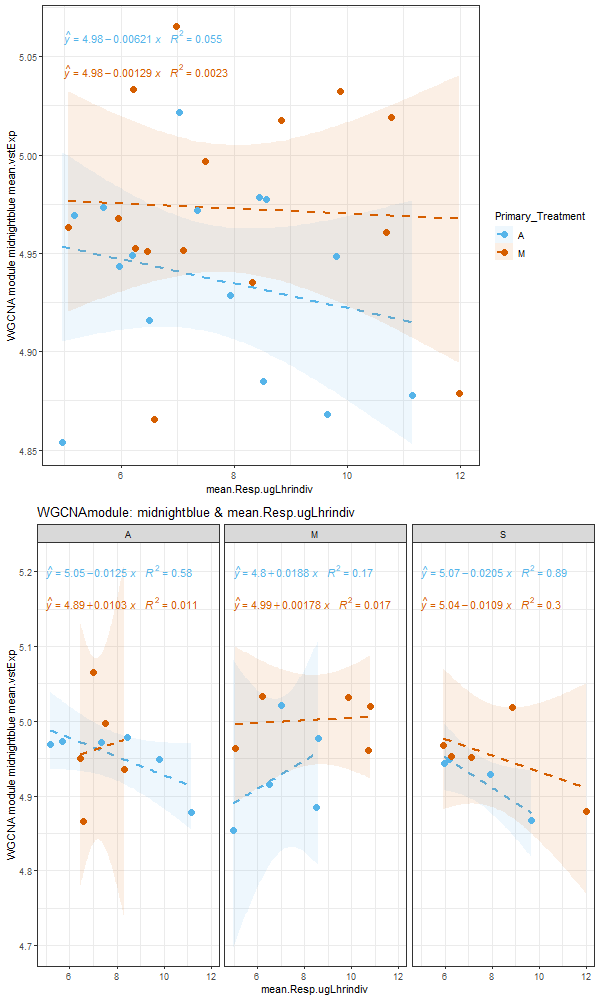 ŷ = 4.98−0.00621 x R² = 0.055
ŷ = 4.98−0.00129 x R² = 0.0023
5.05
5.00
4.95
4.90
4.85
WGCNA module midnightblue mean.vstExp
6 8 10 12
mean.Resp.ugLhrindiv
Primary_Treatment
A
M
WGCNAmodule: midnightblue & mean.Resp.ugLhrindiv
A M S
ŷ = 5.05−0.0125 x R² = 0.58 ŷ = 4.8+0.0188 x R² = 0.17 ŷ = 5.07−0.0205 x R² = 0.89
ŷ = 4.89+0.0103 x R² = 0.011 ŷ = 4.99+0.00178 x R² = 0.017 ŷ = 5.04−0.0109 x R² = 0.3
5.2
5.1
5.0
4.9
4.8
4.7
WGCNA module midnightblue mean.vstExp
6 8 10 12 6 8 10 12 6 8 10 12
mean.Resp.ugLhrindiv